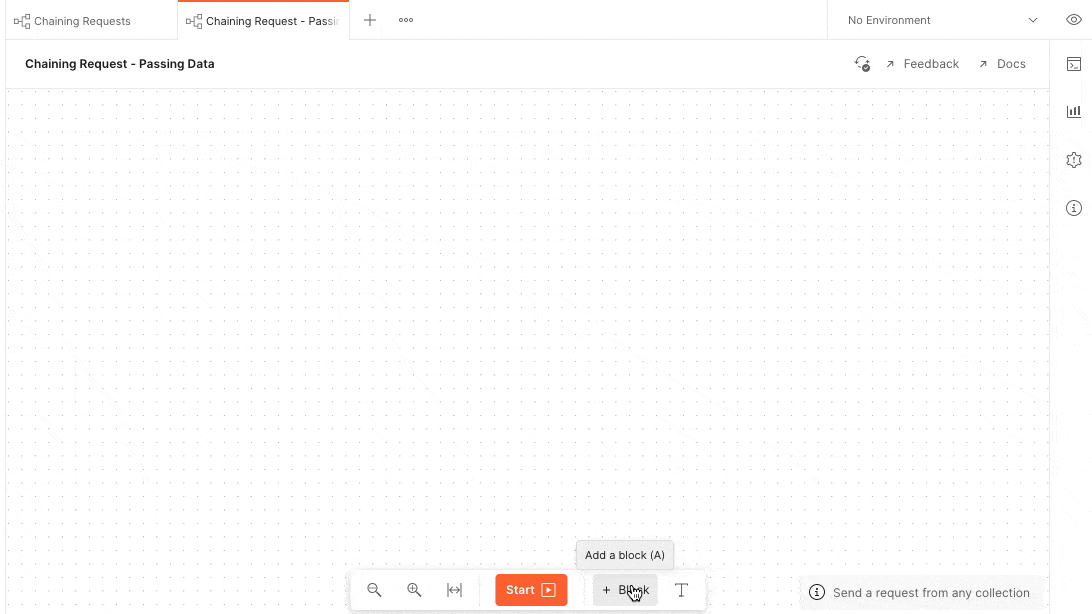 Chaining Requests
Chaining Request - Passin
No Environment
Chaining Request - Passing Data
Feedback
Docs
Add a block (A)
Start
+ Block
T
Send a request from any collection